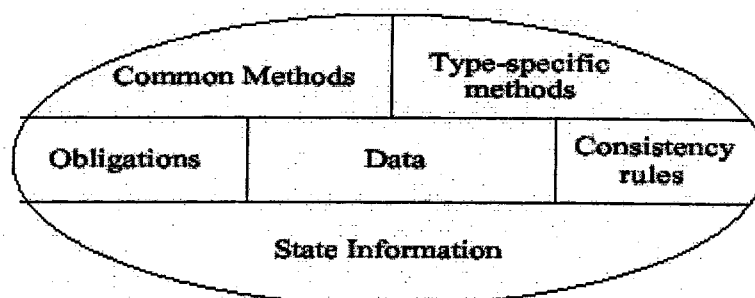 Common Methods
Type-specific
methods
Obligations
Data
Consistency
rules
State Information